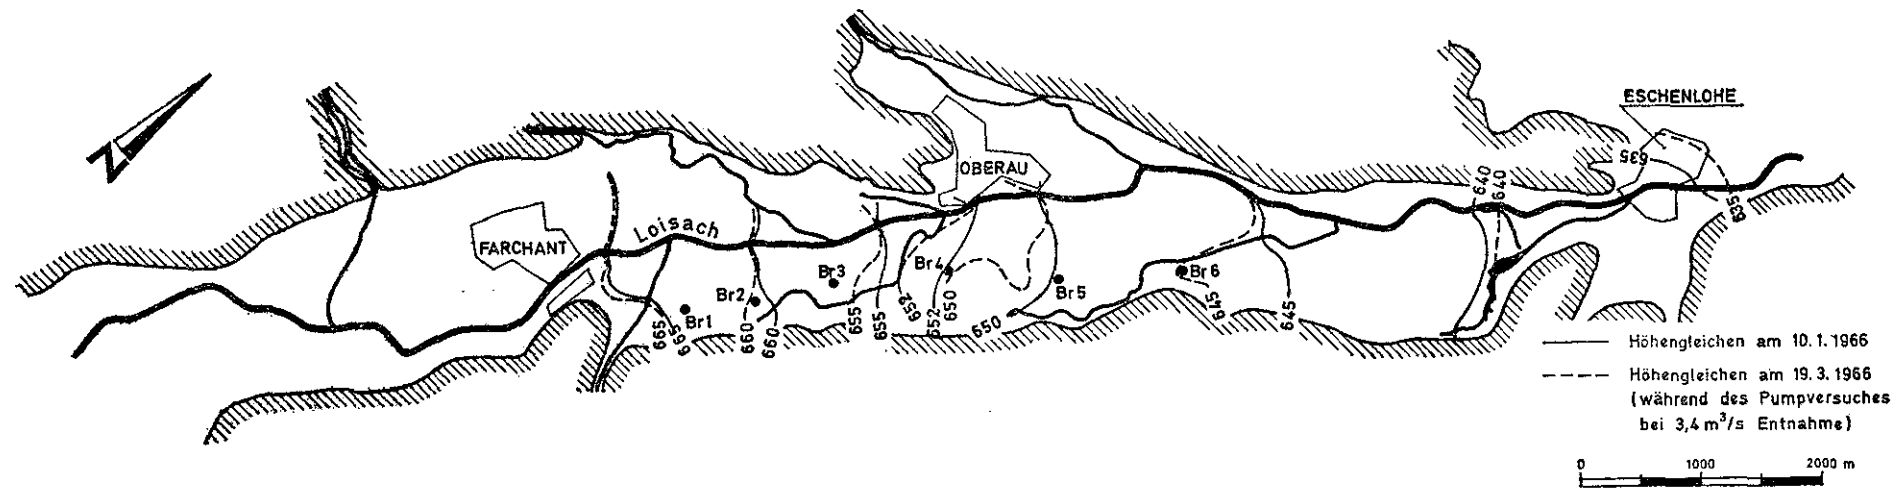 ESCHENLOHE
635
OBERAU
640
640
635
Loisach
FARCHANT
Br4
Br3
Br6
Br2
Br5
Br1
652
650
645
645
655
655
652
650
665
665
660
660
Höhengleichen am 10.1.1966
Höhengleichen am 19.3.1966
(während des Pumpversuches
bei 3,4 m³/s Entnahme)
0 1000 2000 m